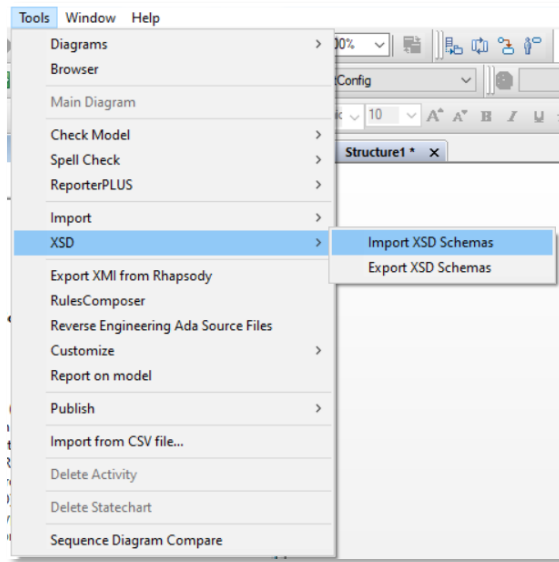 Tools Window Help
Diagrams
Browser
Main Diagram
Check Model
Spell Check
ReporterPLUS
Import
XSD
Import XSD Schemas
Export XSD Schemas
Export XMI from Rhapsody
RulesComposer
Reverse Engineering Ada Source Files
Customize
Report on model
Publish
Import from CSV file...
Delete Activity
Delete Statechart
Sequence Diagram Compare
Config
10 A A B I U
Structure1 *